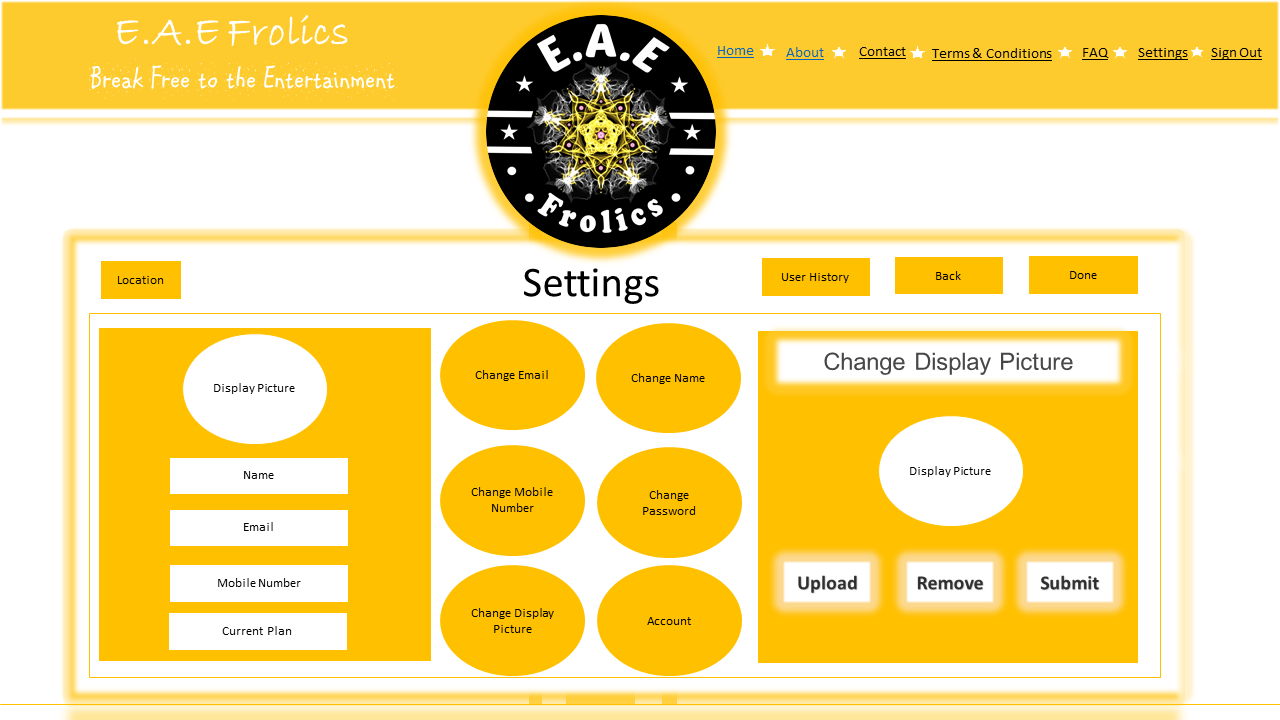 E.A.E Frolics
Break Free to the Entertainment
E.A.E
Frolics
Home About Contact Terms & Conditions FAQ Settings Sign Out
Location
Settings
User History
Back
Done
Display Picture
Name
Email
Mobile Number
Current Plan
Change Email
Change Name
Change Mobile
Number
Change
Password
Change Display
Picture
Account
Change Display Picture
Display Picture
Upload
Remove
Submit